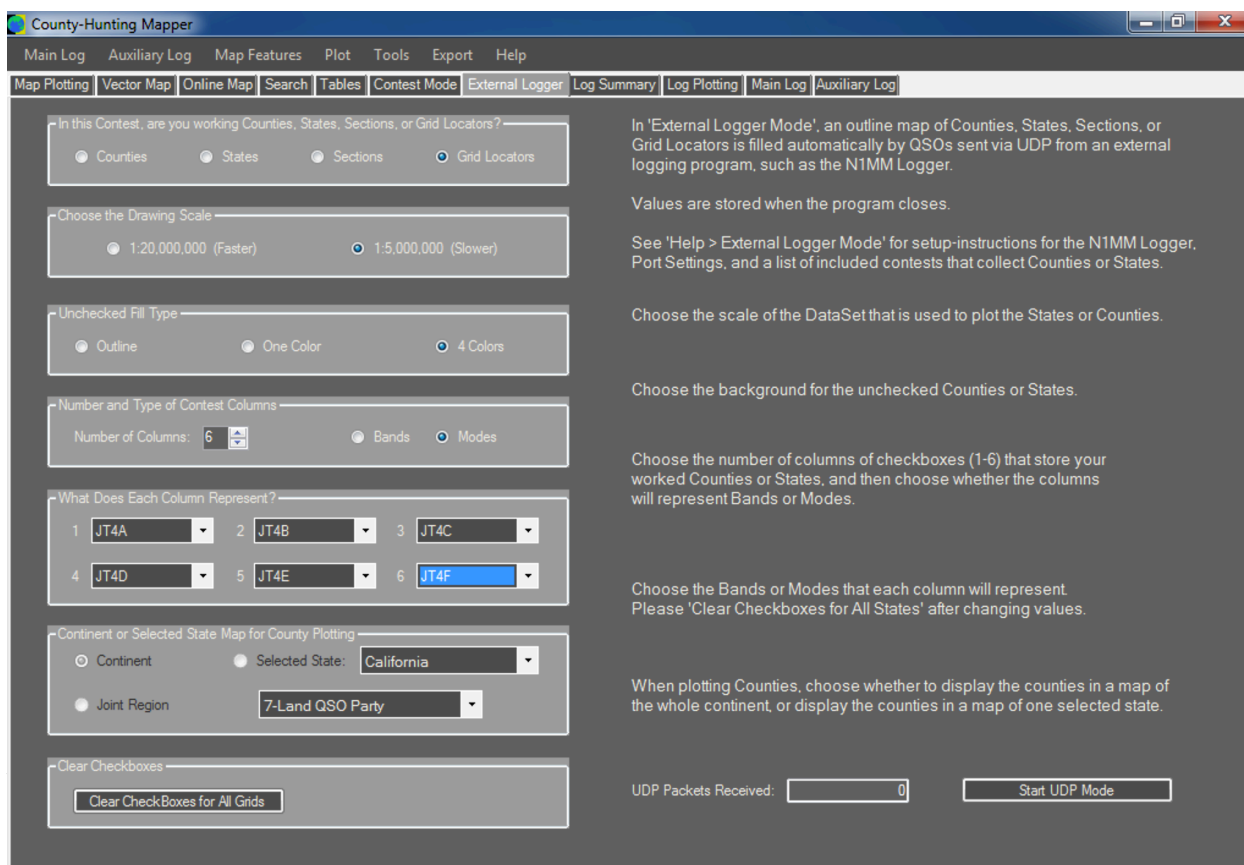 County-Hunting Mapper
Main Log Auxiliary Log Map Features Plot Tools Export Help
Map Plotting Vector Map Online Map Search Tables Contest Mode External Logger Log Summary Log Plotting Main Log Auxiliary Log
In this Contest, are you working Counties, States, Sections, or Grid Locators?
Counties States Sections Grid Locators
Choose the Drawing Scale
1:20,000,000 (Faster) 1:5,000,000 (Slower)
Unchecked Fill Type
Outline One Color 4 Colors
Number and Type of Contest Columns
Number of Columns: 6 Bands Modes
What Does Each Column Represent?
1 JT4A 2 JT4B 3 JT4C
4 JT4D 5 JT4E 6 JT4F
Continent or Selected State Map for County Plotting
Continent Selected State: California
Joint Region 7-Land QSO Party
Clear Checkboxes
Clear CheckBoxes for All Grids
In 'External Logger Mode', an outline map of Counties, States, Sections, or
Grid Locators is filled automatically by QSOs sent via UDP from an external
logging program, such as the N1MM Logger.
Values are stored when the program closes.
See 'Help > External Logger Mode' for setup-instructions for the N1MM Logger,
Port Settings, and a list of included contests that collect Counties or States.
Choose the scale of the DataSet that is used to plot the States or Counties.
Choose the background for the unchecked Counties or States.
Choose the number of columns of checkboxes (1-6) that store your
worked Counties or States, and then choose whether the columns
will represent Bands or Modes.
Choose the Bands or Modes that each column will represent.
Please 'Clear Checkboxes for All States' after changing values.
When plotting Counties, choose whether to display the counties in a map of
the whole continent, or display the counties in a map of one selected state.
UDP Packets Received: 0 Start UDP Mode